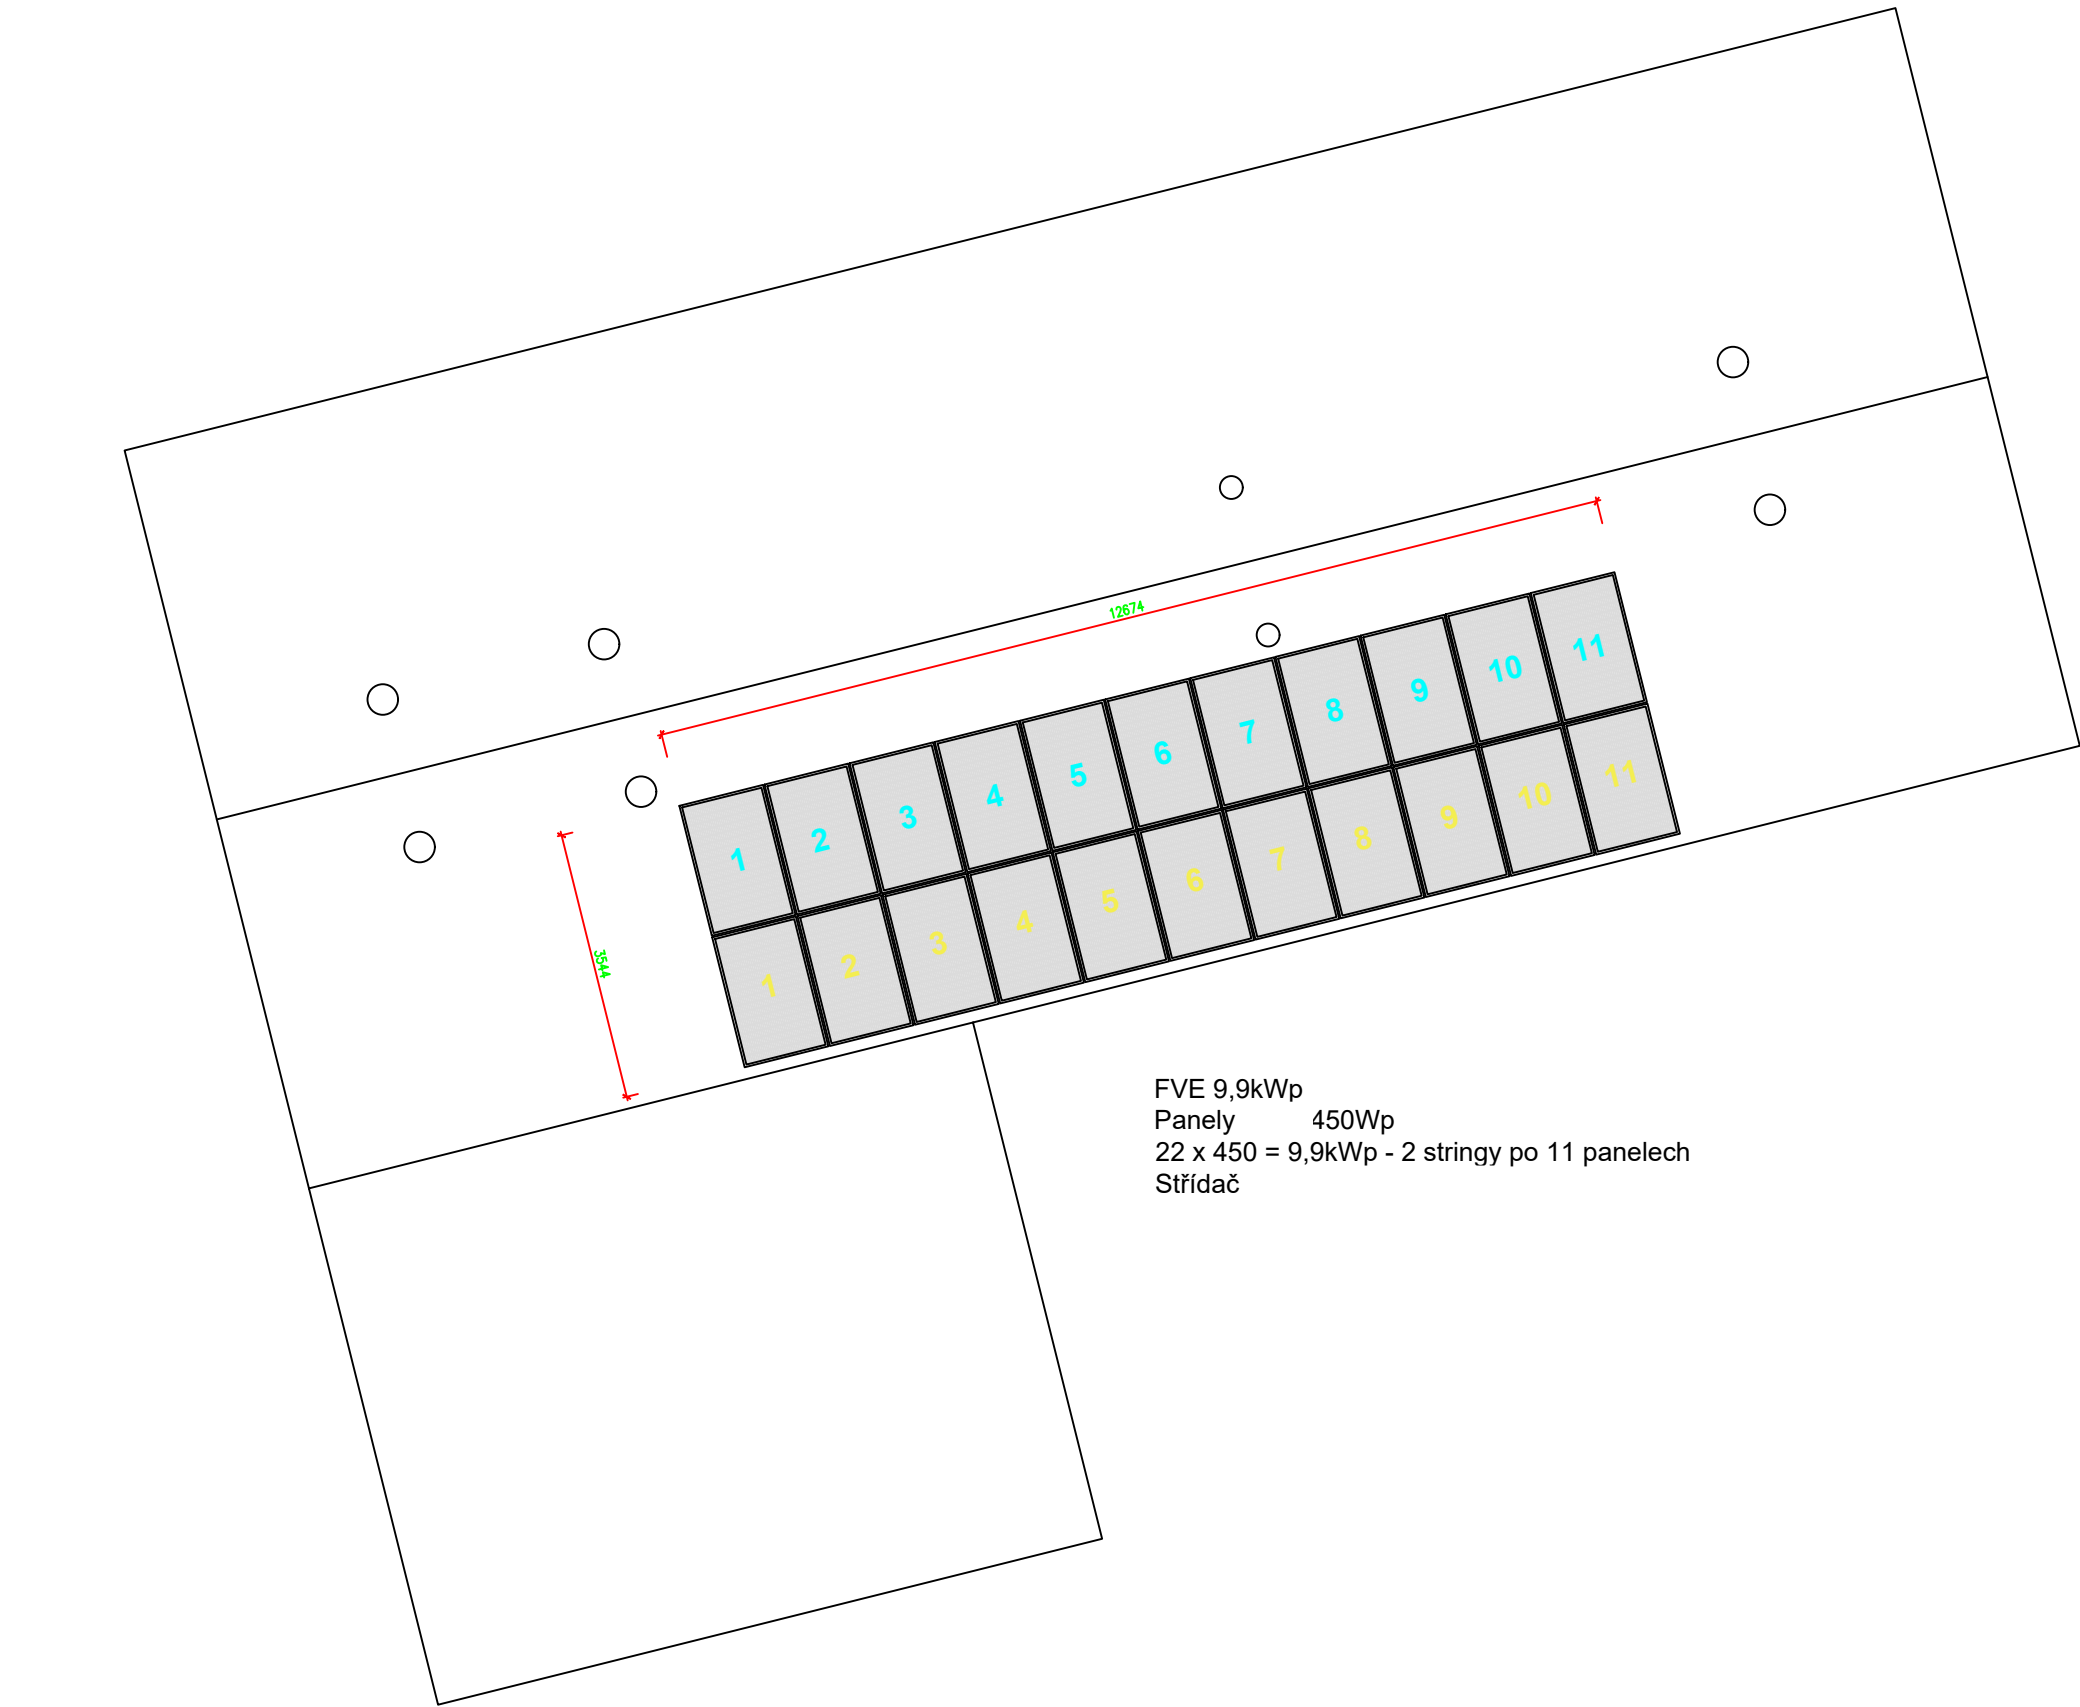 12674
1 2 3 4 5 6 7 8 9 10 11
1 2 3 4 5 6 7 8 9 10 11
3544
FVE 9,9kWp
Panely 450Wp
22 x 450 = 9,9kWp - 2 stringy po 11 panelech
Střídač